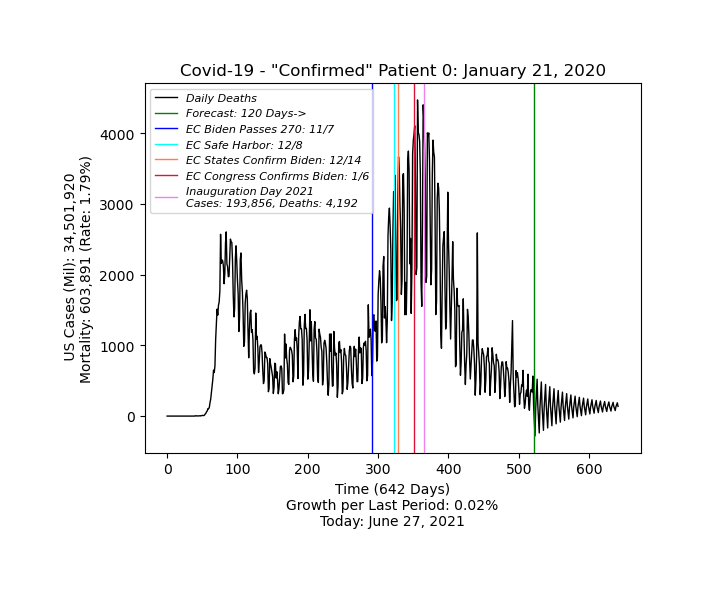 Covid-19 - "Confirmed" Patient 0: January 21, 2020
Daily Deaths
Forecast: 120 Days->
EC Biden Passes 270: 11/7
EC Safe Harbor: 12/8
EC States Confirm Biden: 12/14
EC Congress Confirms Biden: 1/6
Inauguration Day 2021
Cases: 193,856, Deaths: 4,192
US Cases (Mil): 34,501,920
Mortality: 603,891 (Rate: 1.79%)
4000
3000
2000
1000
0
0 100 200 300 400 500 600
Time (642 Days)
Growth per Last Period: 0.02%
Today: June 27, 2021